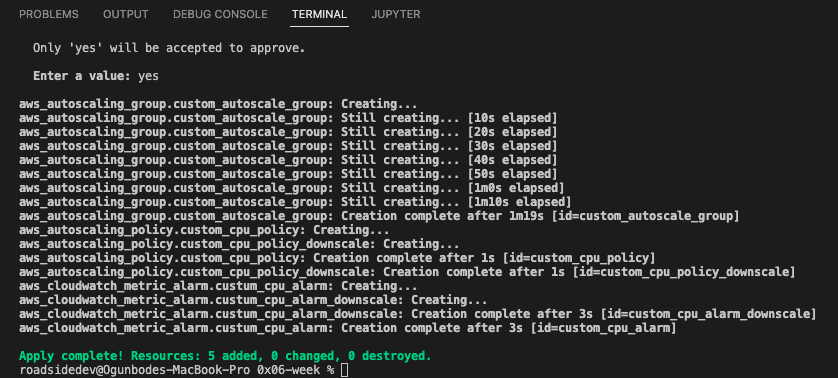 PROBLEMS OUTPUT DEBUG CONSOLE TERMINAL JUPYTER
Only 'yes' will be accepted to approve.
Enter a value: yes
aws_autoscaling_group.custom_autoscale_group: Creating...
aws_autoscaling_group.custom_autoscale_group: Still creating... [10s elapsed]
aws_autoscaling_group.custom_autoscale_group: Still creating... [20s elapsed]
aws_autoscaling_group.custom_autoscale_group: Still creating... [30s elapsed]
aws_autoscaling_group.custom_autoscale_group: Still creating... [40s elapsed]
aws_autoscaling_group.custom_autoscale_group: Still creating... [50s elapsed]
aws_autoscaling_group.custom_autoscale_group: Still creating... [1m0s elapsed]
aws_autoscaling_group.custom_autoscale_group: Still creating... [1m10s elapsed]
aws_autoscaling_group.custom_autoscale_group: Creation complete after 1m19s [id=custom_autoscale_group]
aws_autoscaling_policy.custom_cpu_policy: Creating...
aws_autoscaling_policy.custom_cpu_policy_downscale: Creating...
aws_autoscaling_policy.custom_cpu_policy: Creation complete after 1s [id=custom_cpu_policy]
aws_autoscaling_policy.custom_cpu_policy_downscale: Creation complete after 1s [id=custom_cpu_policy_downscale]
aws_cloudwatch_metric_alarm.custum_cpu_alarm: Creating...
aws_cloudwatch_metric_alarm.custum_cpu_alarm_downscale: Creating...
aws_cloudwatch_metric_alarm.custum_cpu_alarm_downscale: Creation complete after 3s [id=custom_cpu_alarm_downscale]
aws_cloudwatch_metric_alarm.custum_cpu_alarm: Creation complete after 3s [id=custom_cpu_alarm]
Apply complete! Resources: 5 added, 0 changed, 0 destroyed.
roadsidedev@Ogunbodes-MacBook-Pro 0x06-week %